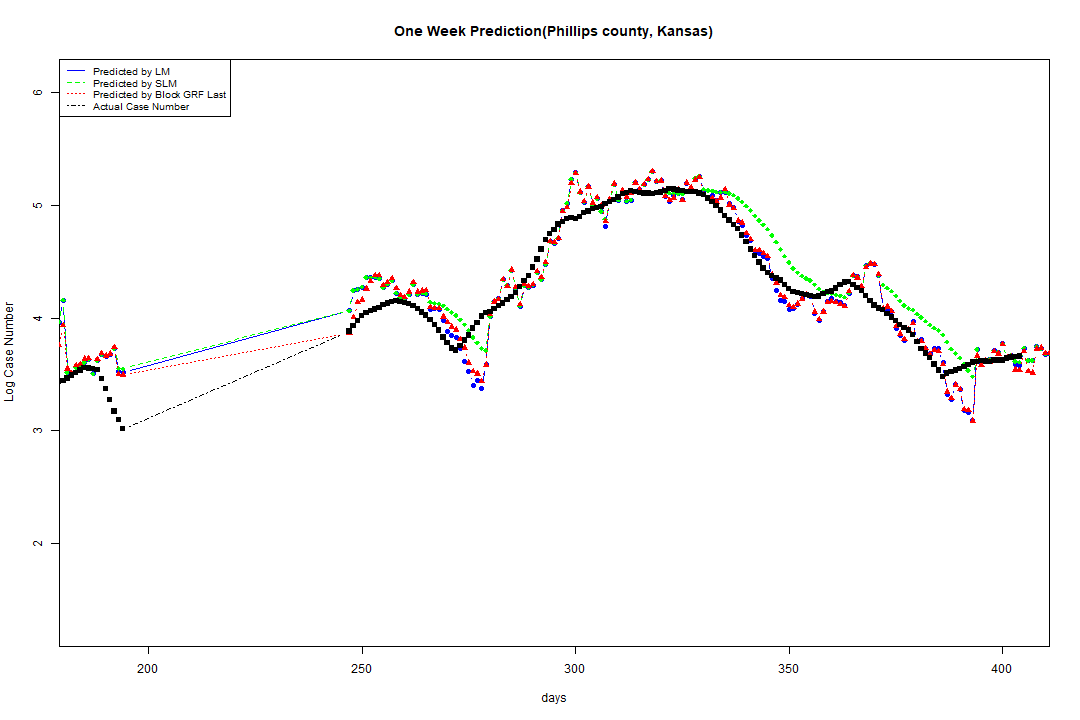 One Week Prediction(Phillips county, Kansas)
Predicted by LM
Predicted by SLM
Predicted by Block GRF Last
Actual Case Number
6
5
4
3
2
Log Case Number
200 250 300 350 400
days